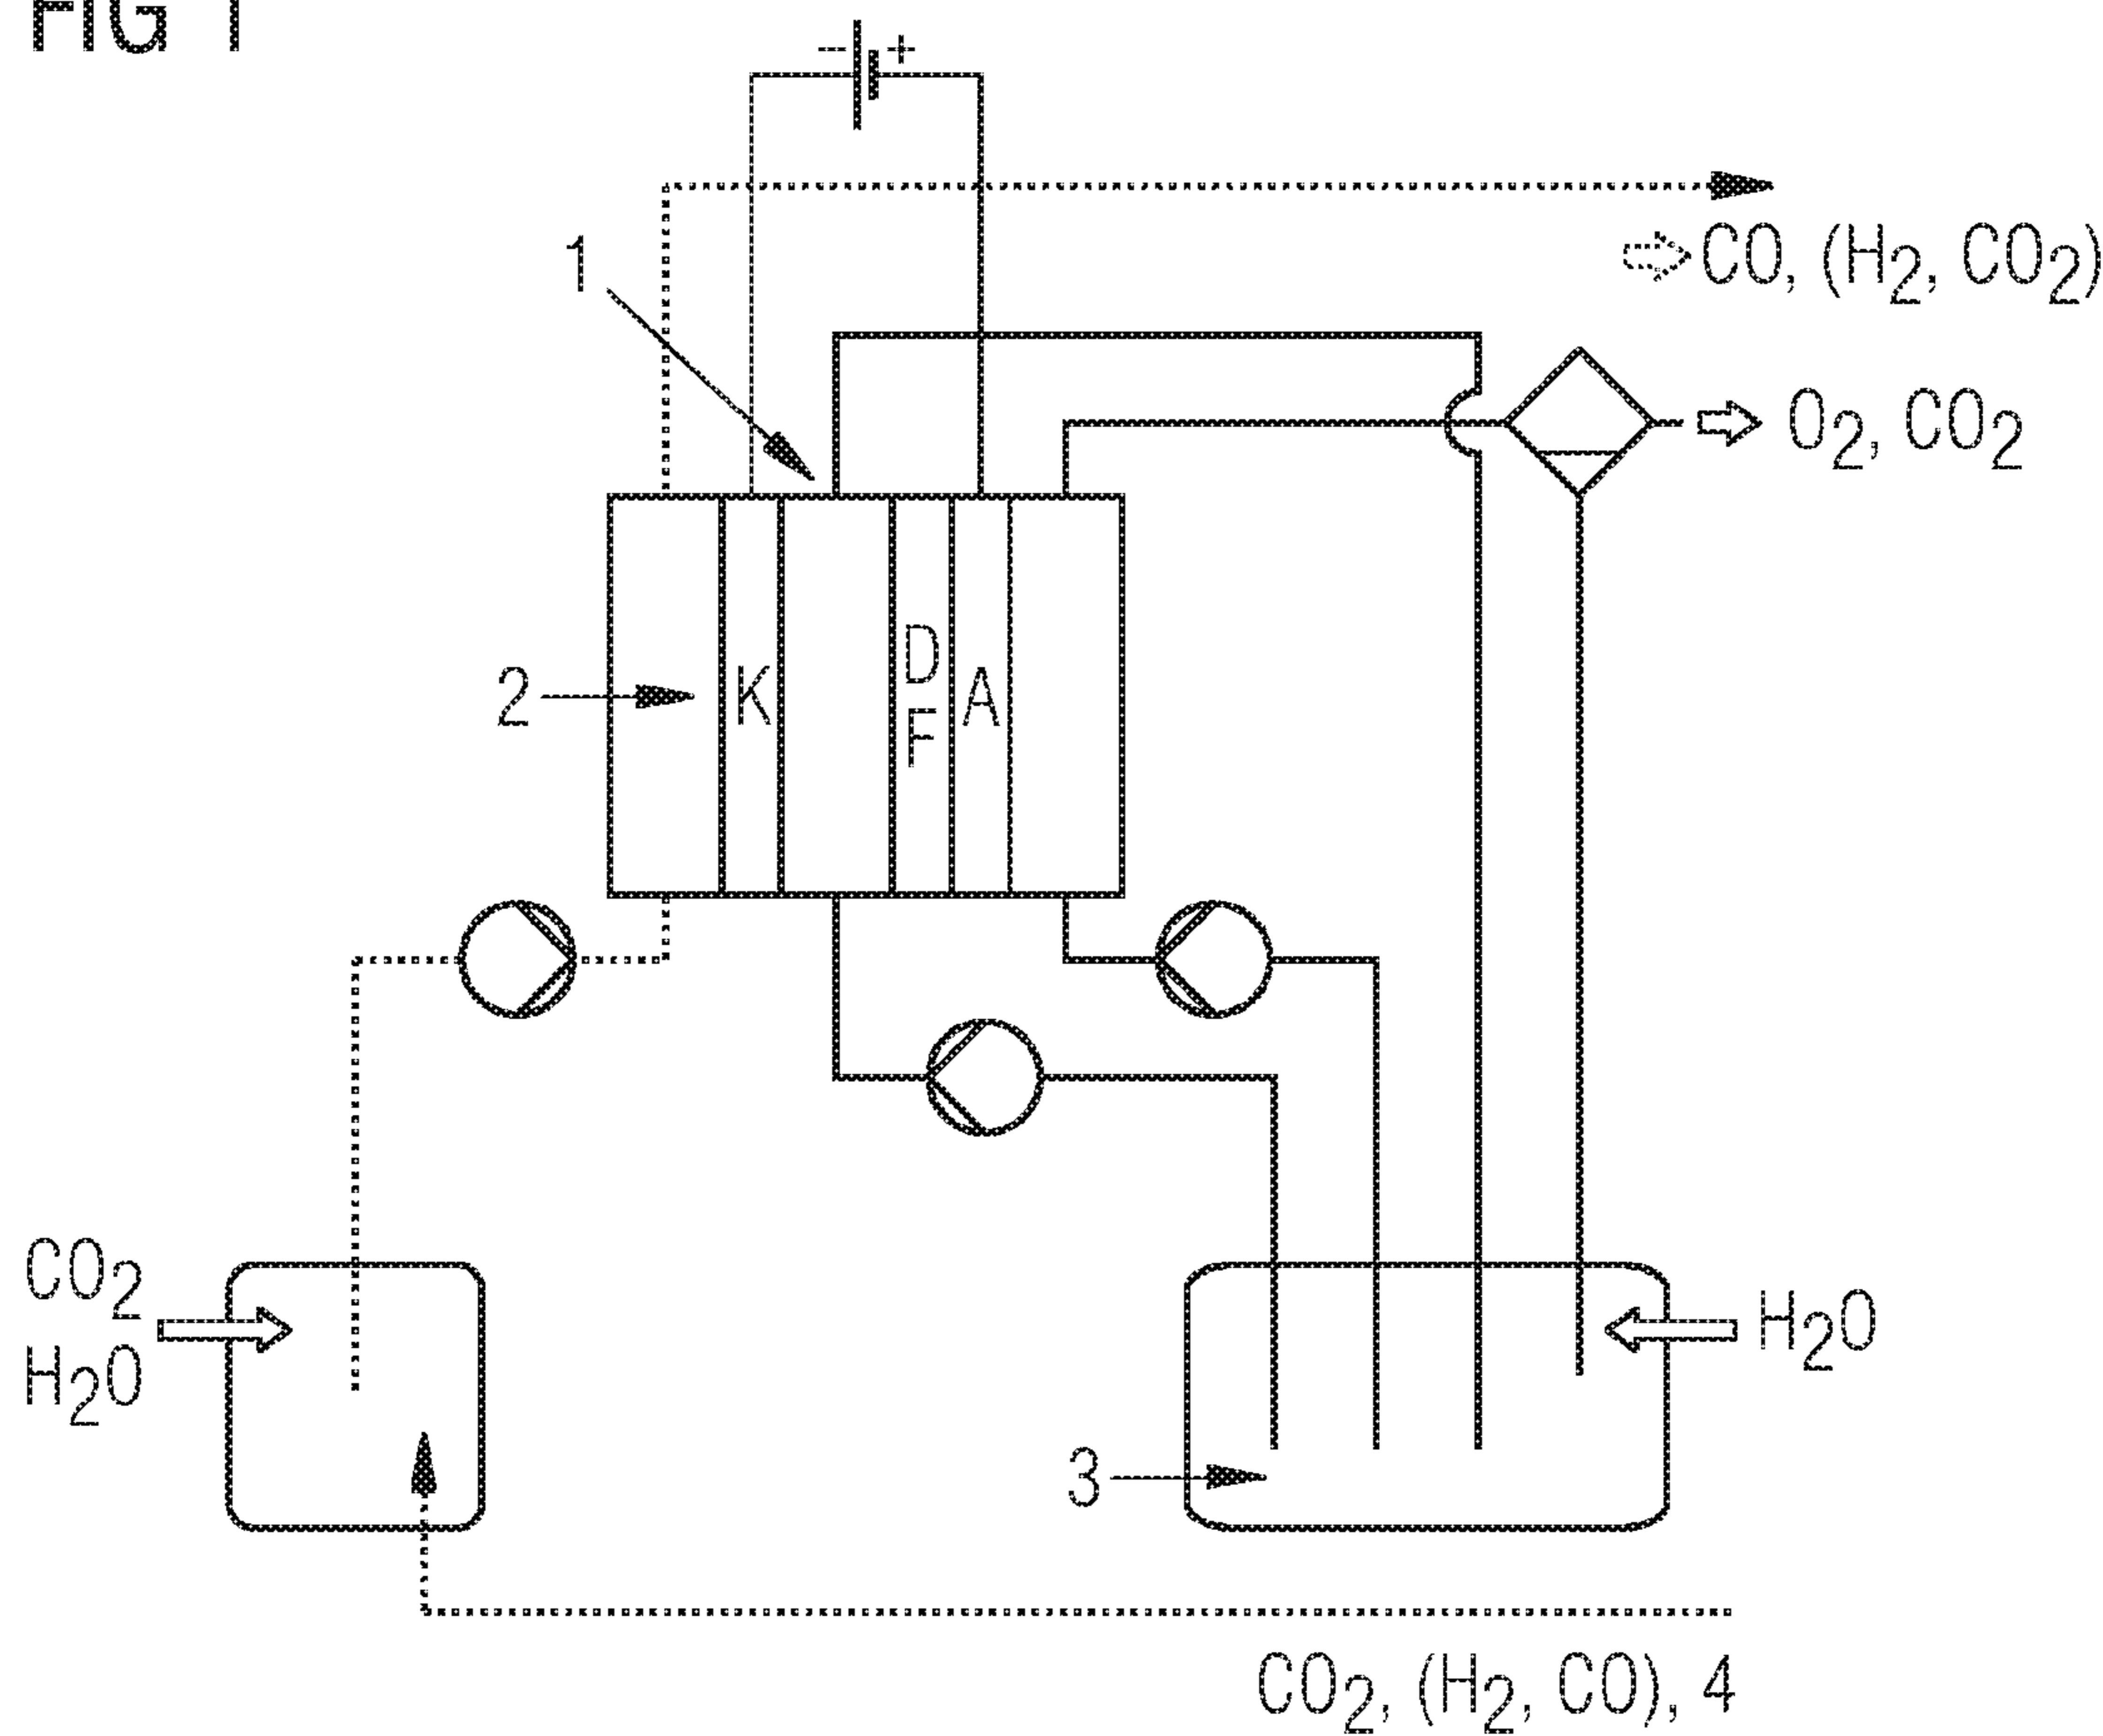 FIG 1
- +
CO, (H2, CO2)
1
O2, CO2
D
F
2
K
A
CO2
H2O
H2O
3
CO2, (H2, CO), 4